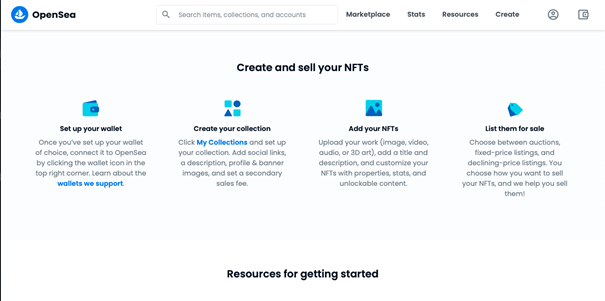 OpenSea
Search items, collections, and accounts
Marketplace
Stats
Resources
Create
Create and sell your NFTs
Set up your wallet
Once you've set up your wallet
of choice, connect it to OpenSea
by clicking the wallet icon in the
top right corner. Learn about the
wallets we support.
Create your collection
Click My Collections and set up
your collection. Add social links,
a description, profile & banner
images, and set a secondary
sales fee.
Add your NFTs
Upload your work (image, video,
audio, or 3D art), add a title and
description, and customize your
NFTs with properties, stats, and
unlockable content.
List them for sale
Choose between auctions,
fixed-price listings, and
declining-price listings. You
choose how you want to sell
your NFTs, and we help you sell
them!
Resources for getting started